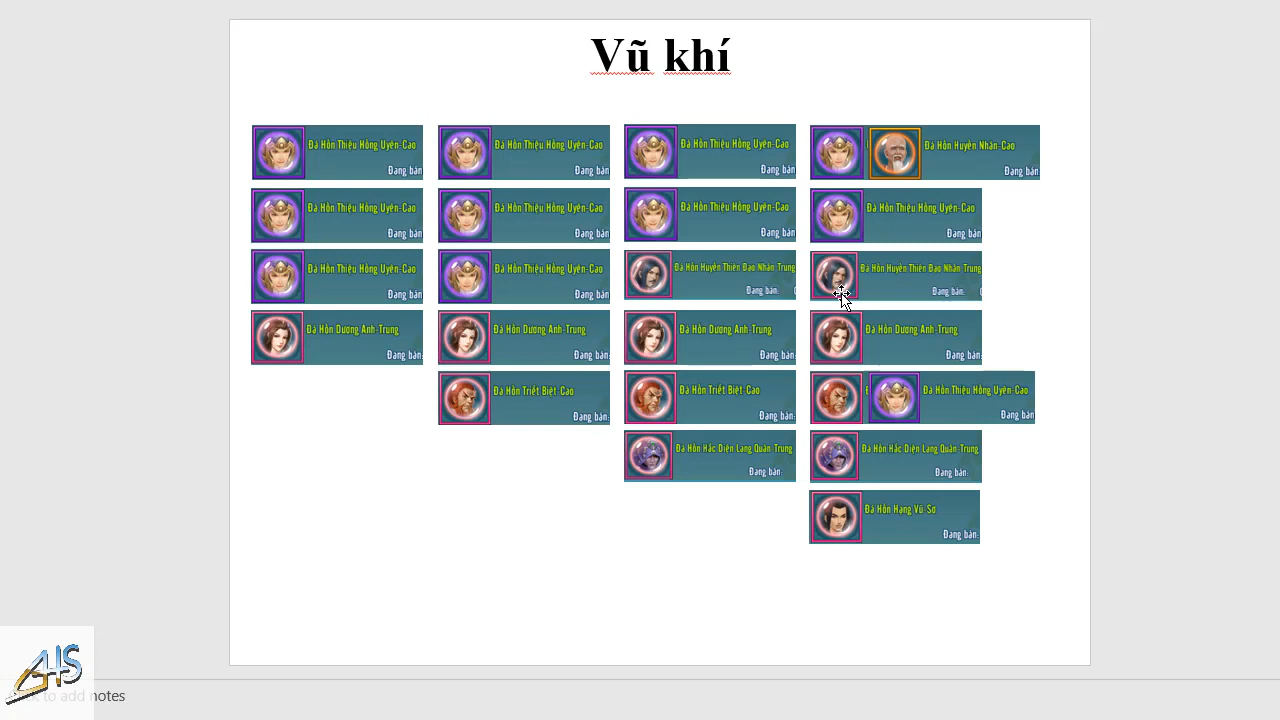 Vũ khí
Đá Hồn Thiệu Hồng Uyên-Cao
Đang bán
Đá Hồn Thiệu Hồng Uyên-Cao
Đang bán
Đá Hồn Thiệu Hồng Uyên-Cao
Đang bán
Đá Hồn Dương Anh-Trung
Đang bán:
Đá Hồn Thiệu Hồng Uyên-Cao
Đang bán
Đá Hồn Thiệu Hồng Uyên-Cao
Đang bán
Đá Hồn Thiệu Hồng Uyên-Cao
Đang bán
Đá Hồn Dương Anh-Trung
Đang bán:
Đá Hồn Triết Biệt-Cao
Đang bán:
Đá Hồn Thiệu Hồng Uyên-Cao
Đang bán
Đá Hồn Thiệu Hồng Uyên-Cao
Đang bán
Đá Hồn Huyền Thiên Đạo Nhân-Trung
Đang bán:
Đá Hồn Dương Anh-Trung
Đang bán:
Đá Hồn Triết Biệt-Cao
Đang bán:
Đá Hồn Hắc Diện Lang Quân-Trung
Đang bán:
Đá Hồn Huyền Nhân-Cao
Đang bán
Đá Hồn Thiệu Hồng Uyên-Cao
Đang bán
Đá Hồn Huyền Thiên Đạo Nhân-Trung
Đang bán:
Đá Hồn Dương Anh-Trung
Đang bán:
Đá Hồn Thiệu Hồng Uyên-Cao
Đang bán
Đá Hồn Hắc Diện Lang Quân-Trung
Đang bán:
Đá Hồn Hạng Vũ-Sơ
Đang bán:
AHS
to add notes